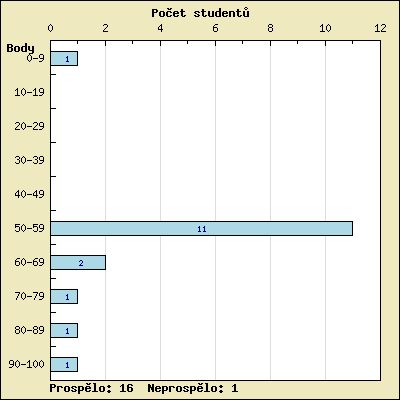 Počet studentů
0 2 4 6 8 10 12
Body
0-9 1
10-19
20-29
30-39
40-49
50-59 11
60-69 2
70-79 1
80-89 1
90-100 1
Prospělo: 16 Neprospělo: 1